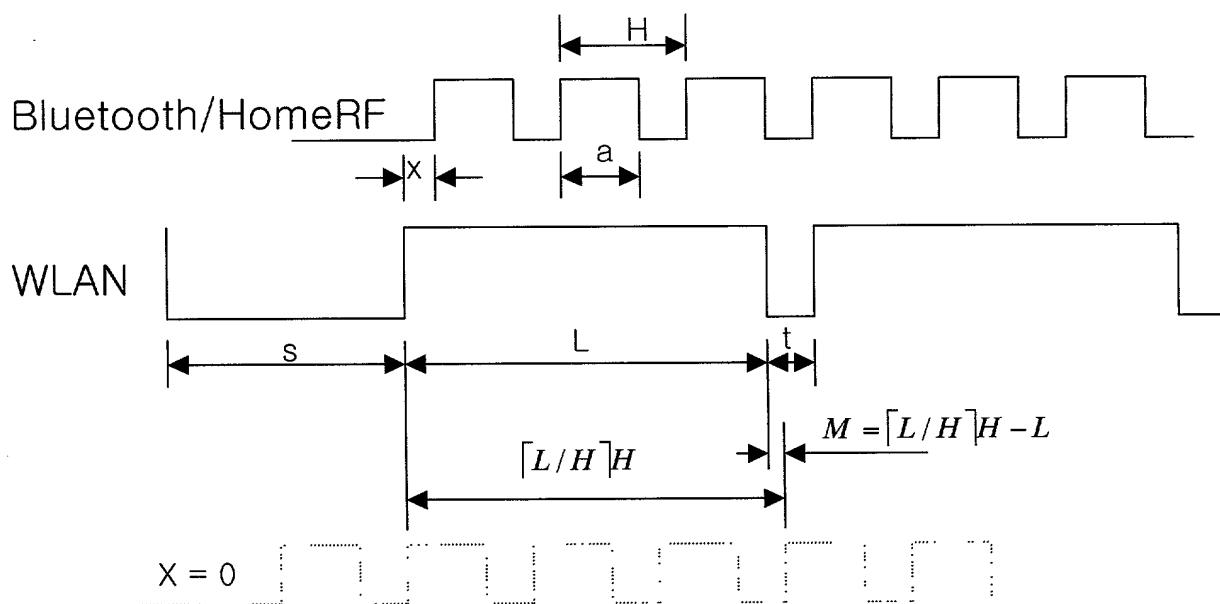 H
Bluetooth/HomeRF
x
a
WLAN
s
L
t
M = ⌈L/H⌉H − L
⌈L/H⌉H
X = 0